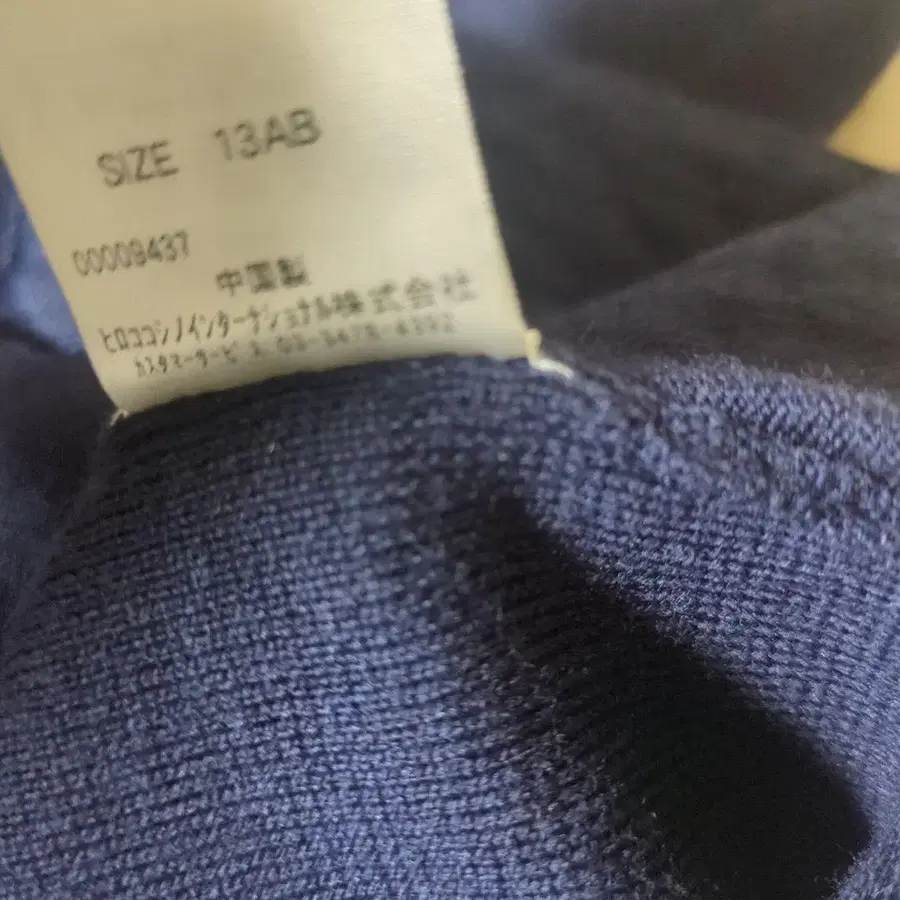 SIZE 13AB
00009437
中国製
ヒロココシノインターナショナル株式会社
カスタマーサービス 03-3478-4392